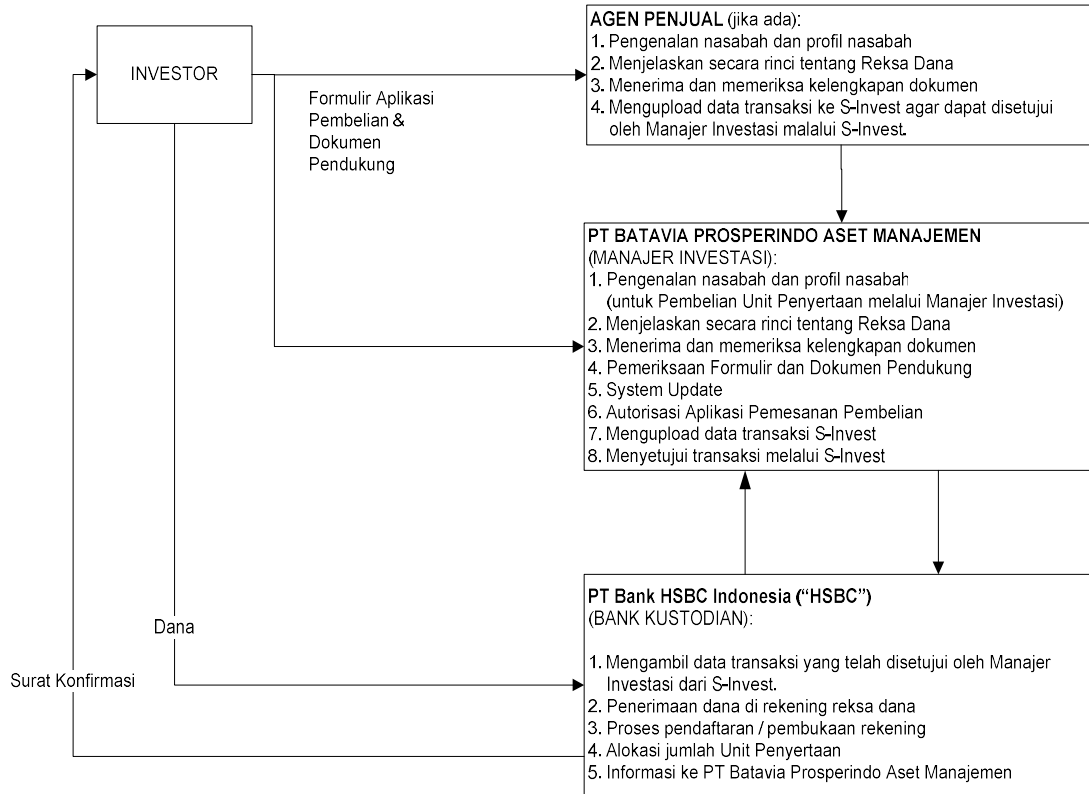 AGEN PENJUAL (jika ada):
1. Pengenalan nasabah dan profil nasabah
2. Menjelaskan secara rinci tentang Reksa Dana
3. Menerima dan memeriksa kelengkapan dokumen
4. Mengupload data transaksi ke S-Invest agar dapat disetujui
oleh Manajer Investasi malalui S-Invest.
INVESTOR
Formulir Aplikasi
Pembelian &
Dokumen
Pendukung
PT BATAVIA PROSPERINDO ASET MANAJEMEN
(MANAJER INVESTASI):
1. Pengenalan nasabah dan profil nasabah
(untuk Pembelian Unit Penyertaan melalui Manajer Investasi)
2. Menjelaskan secara rinci tentang Reksa Dana
3. Menerima dan memeriksa kelengkapan dokumen
4. Pemeriksaan Formulir dan Dokumen Pendukung
5. System Update
6. Autorisasi Aplikasi Pemesanan Pembelian
7. Mengupload data transaksi S-Invest
8. Menyetujui transaksi melalui S-Invest
Dana
Surat Konfirmasi
PT Bank HSBC Indonesia (“HSBC”)
(BANK KUSTODIAN):
1. Mengambil data transaksi yang telah disetujui oleh Manajer
Investasi dari S-Invest.
2. Penerimaan dana di rekening reksa dana
3. Proses pendaftaran / pembukaan rekening
4. Alokasi jumlah Unit Penyertaan
5. Informasi ke PT Batavia Prosperindo Aset Manajemen